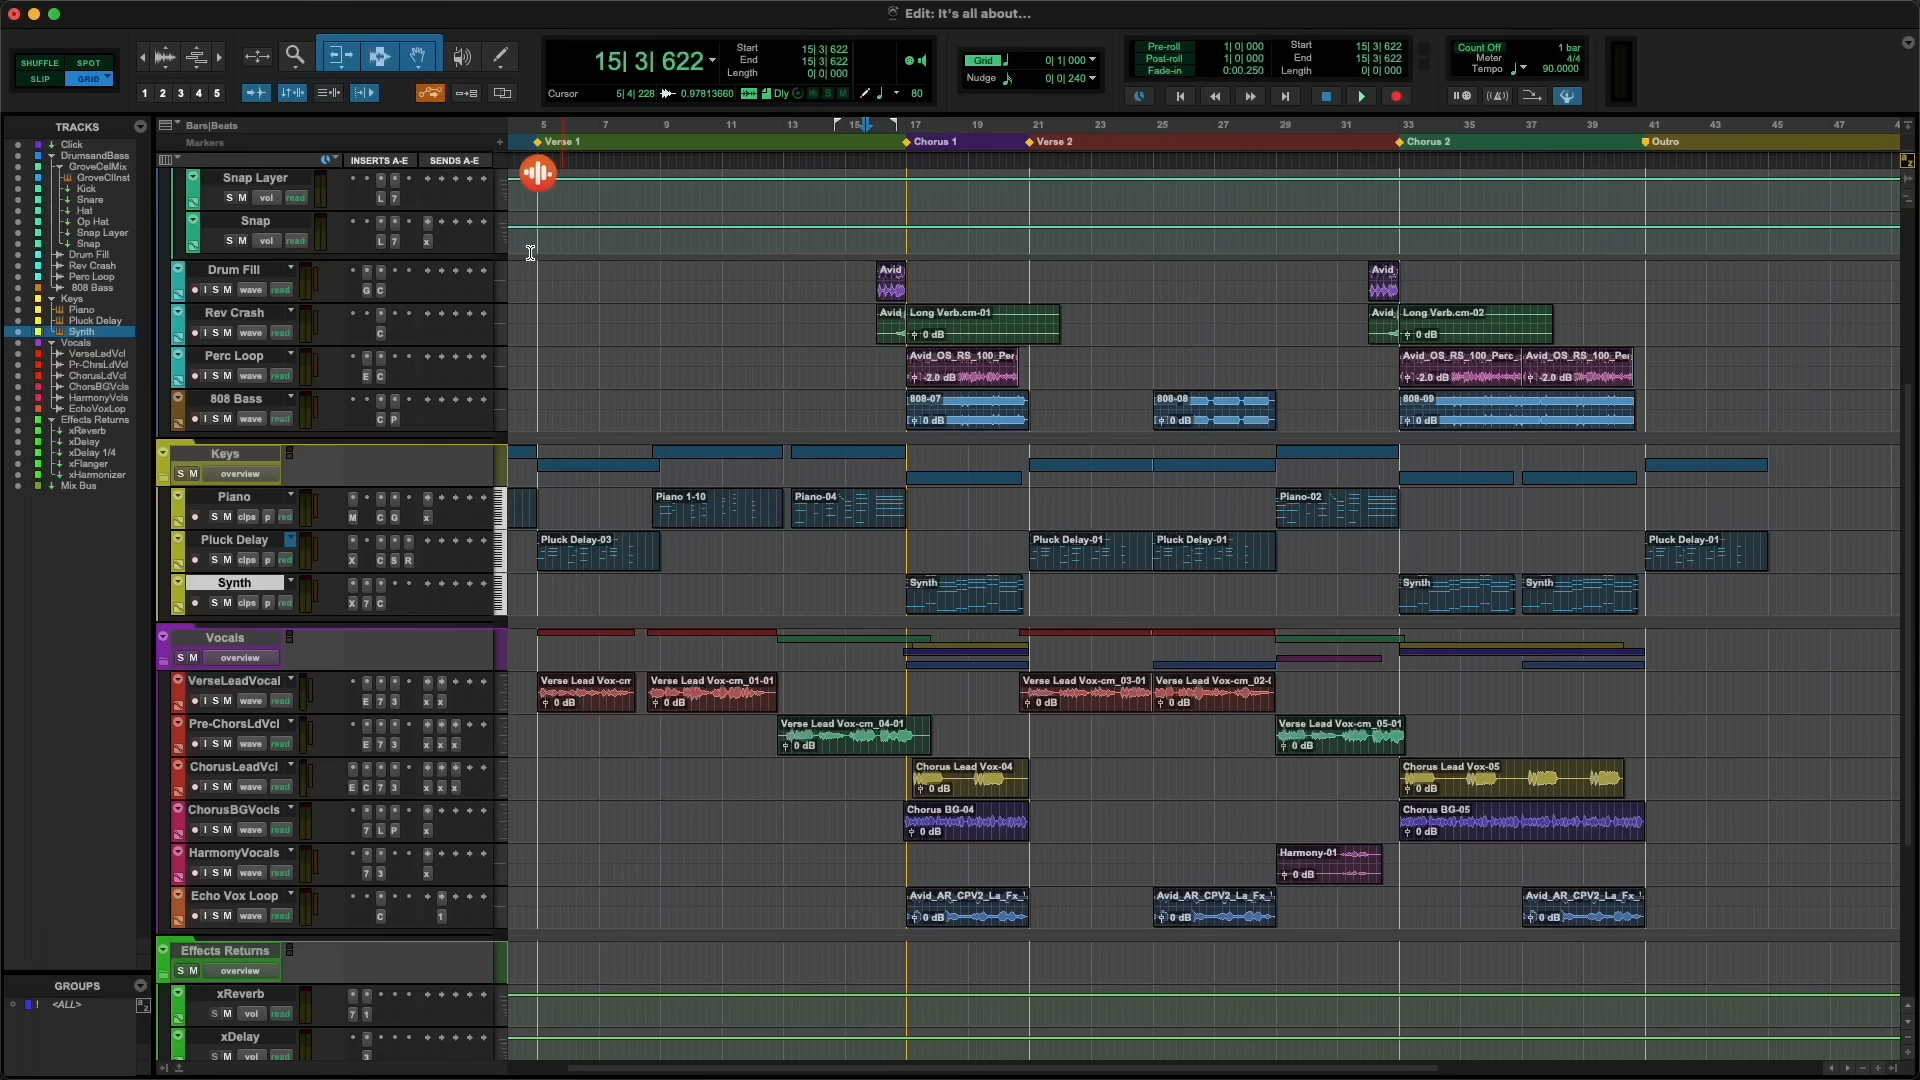 Edit: It's all about...
SHUFFLE SPOT
SLIP GRID
1 2 3 4 5
15| 3| 622
Start 15| 3| 622
End 15| 3| 622
Length 0| 0| 000
Cursor 5| 4| 228 0.97813660 Dly S M 80
Grid 0| 1| 000
Nudge 0| 0| 240
Pre-roll 1| 0| 000
Post-roll 1| 0| 000
Fade-in 0:00.250
Start 15| 3| 622
End 15| 3| 622
Length 0| 0| 000
Count Off 1 bar
Meter 4/4
Tempo 90.0000
TRACKS
Click
DrumsandBass
GroveCelMix
GroveCllnst
Kick
Snare
Hat
Op Hat
Snap Layer
Snap
Drum Fill
Rev Crash
Perc Loop
808 Bass
Keys
Piano
Pluck Delay
Synth
Vocals
VerseLedVcl
Pr-ChrsLdVcl
ChorusLdVcl
ChorsBGVcls
HarmonyVcls
EchoVoxLop
Effects Returns
xReverb
xDelay
xDelay 1/4
xFlanger
xHarmonizer
Mix Bus
GROUPS
! <ALL>
a z
Bars|Beats
5 7 9 11 13 15 17 19 21 23 25 27 29 31 33 35 37 39 41 43 45 47
Markers
Verse 1 Chorus 1 Verse 2 Chorus 2 Outro
INSERTS A-E SENDS A-E
Snap Layer
S M vol read L 7
Snap
S M vol read L 7 x
Drum Fill
I S M wave read G C
Avid Avid
Rev Crash
I S M wave read C
Avid Long Verb.cm-01 0 dB
Avid Long Verb.cm-02 0 dB
Perc Loop
I S M wave read E C
Avid_OS_RS_100_Per -2.0 dB
Avid_OS_RS_100_Perc_ -2.0 dB
Avid_OS_RS_100_Per -2.0 dB
808 Bass
I S M wave read C P
808-07 0 dB
808-08 0 dB
808-09 0 dB
Keys
S M overview
Piano
S M clps p red M C G x
Piano 1-10 Piano-04 Piano-02
Pluck Delay
S M clps p red X C S R
Pluck Delay-03 Pluck Delay-01 Pluck Delay-01 Pluck Delay-01
Synth
S M clps p red X 7 C
Synth Synth Synth
Vocals
S M overview
VerseLeadVocal
I S M wave read E 7 3 x x
Verse Lead Vox-cm 0 dB
Verse Lead Vox-cm_01-01 0 dB
Verse Lead Vox-cm_03-01 0 dB
Verse Lead Vox-cm_02-( 0 dB
Pre-ChorsLdVcl
I S M wave read E 7 3 x x x
Verse Lead Vox-cm_04-01 0 dB
Verse Lead Vox-cm_05-01 0 dB
ChorusLeadVcl
I S M wave read E C 7 3 x x x
Chorus Lead Vox-04 0 dB
Chorus Lead Vox-05 0 dB
ChorusBGVocls
I S M wave read 7 L P x
Chorus BG-04 0 dB
Chorus BG-05 0 dB
HarmonyVocals
I S M wave read 7 3 x
Harmony-01 0 dB
Echo Vox Loop
I S M wave read C 1
Avid_AR_CPV2_La_Fx_ 0 dB
Avid_AR_CPV2_La_Fx_ 0 dB
Avid_AR_CPV2_La_Fx_ 0 dB
Effects Returns
S M overview
xReverb
S M vol read 7 1
xDelay
S M vol read 3